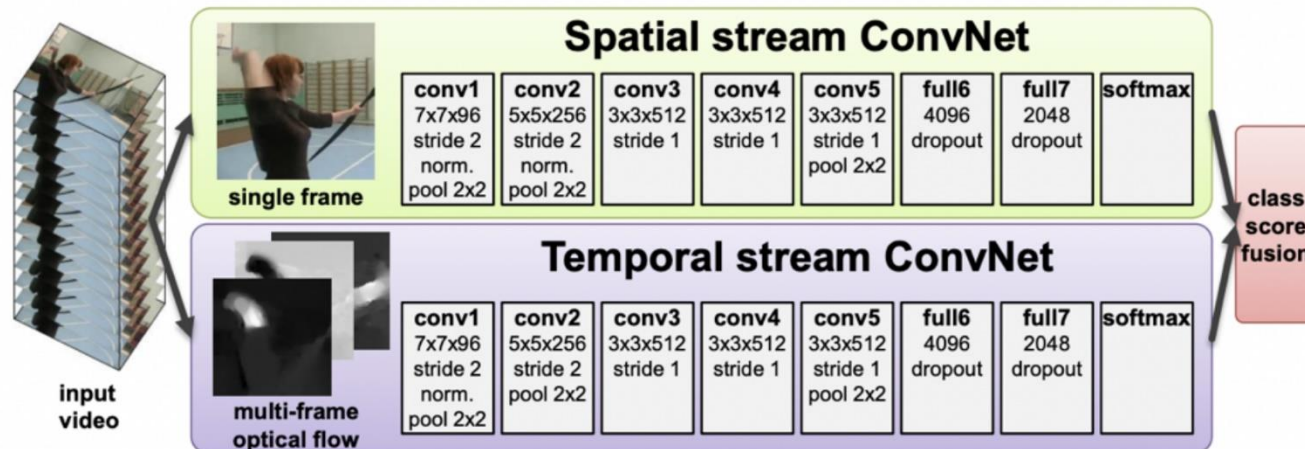 Spatial stream ConvNet
single frame
conv1
7x7x96
stride 2
norm.
pool 2x2
conv2
5x5x256
stride 2
norm.
pool 2x2
conv3
3x3x512
stride 1
conv4
3x3x512
stride 1
conv5
3x3x512
stride 1
pool 2x2
full6
4096
dropout
full7
2048
dropout
softmax
input
video
Temporal stream ConvNet
multi-frame
optical flow
conv1
7x7x96
stride 2
norm.
pool 2x2
conv2
5x5x256
stride 2
pool 2x2
conv3
3x3x512
stride 1
conv4
3x3x512
stride 1
conv5
3x3x512
stride 1
pool 2x2
full6
4096
dropout
full7
2048
dropout
softmax
class
score
fusion